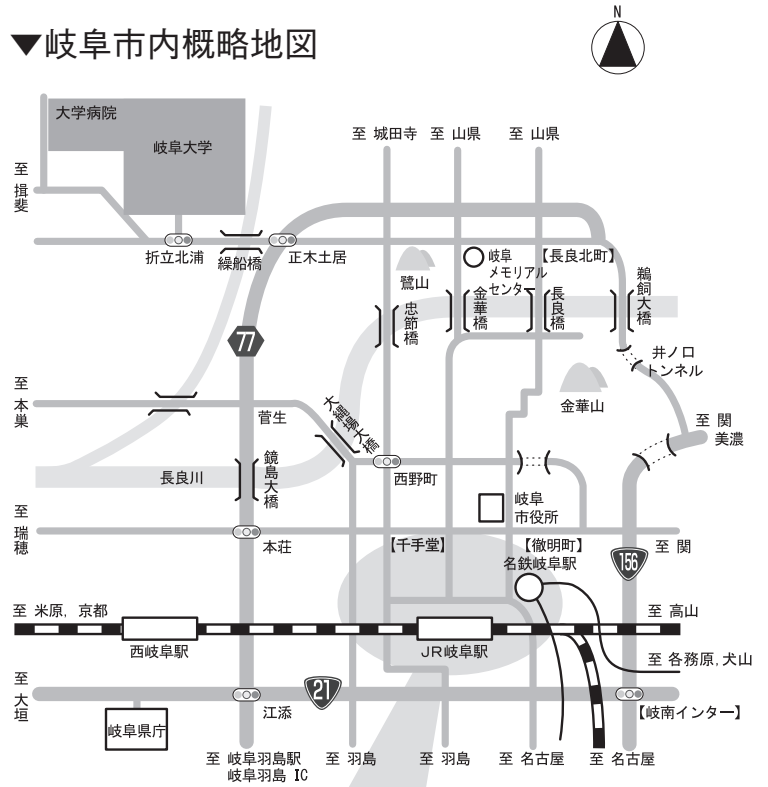 N
▼岐阜市内概略地図
大学病院
岐阜大学
至 城田寺
至 山県
至 山県
至 揖斐
折立北浦
繰船橋
正木土居
鷺山
岐阜
メモリアル
センター
【長良北町】
忠節橋
金華橋
長良橋
鵜飼大橋
77
井ノ口
トンネル
至 本巣
菅生
大縄場大橋
金華山
至 関
美濃
長良川
鏡島大橋
西野町
岐阜
市役所
至 瑞穂
本荘
【千手堂】
【徹明町】
至 関
名鉄岐阜駅
156
至 米原, 京都
至 高山
西岐阜駅
JR岐阜駅
至 各務原, 犬山
至 大垣
21
江添
【岐南インター】
岐阜県庁
至 岐阜羽島駅
岐阜羽島 IC
至 羽島
至 羽島
至 名古屋
至 名古屋